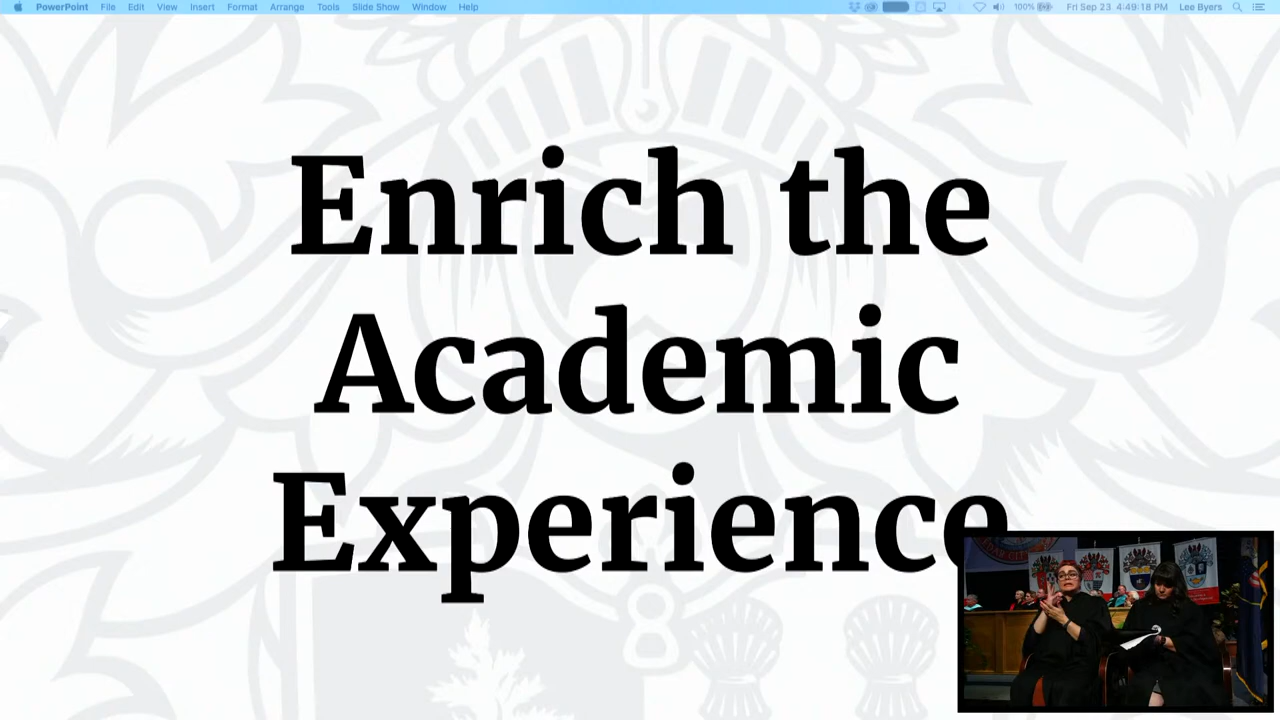 PowerPoint File Edit View Insert Format Arrange Tools Slide Show Window Help 100% Fri Sep 23 4:49:18 PM Lee Byers
Enrich the
Academic
Experience